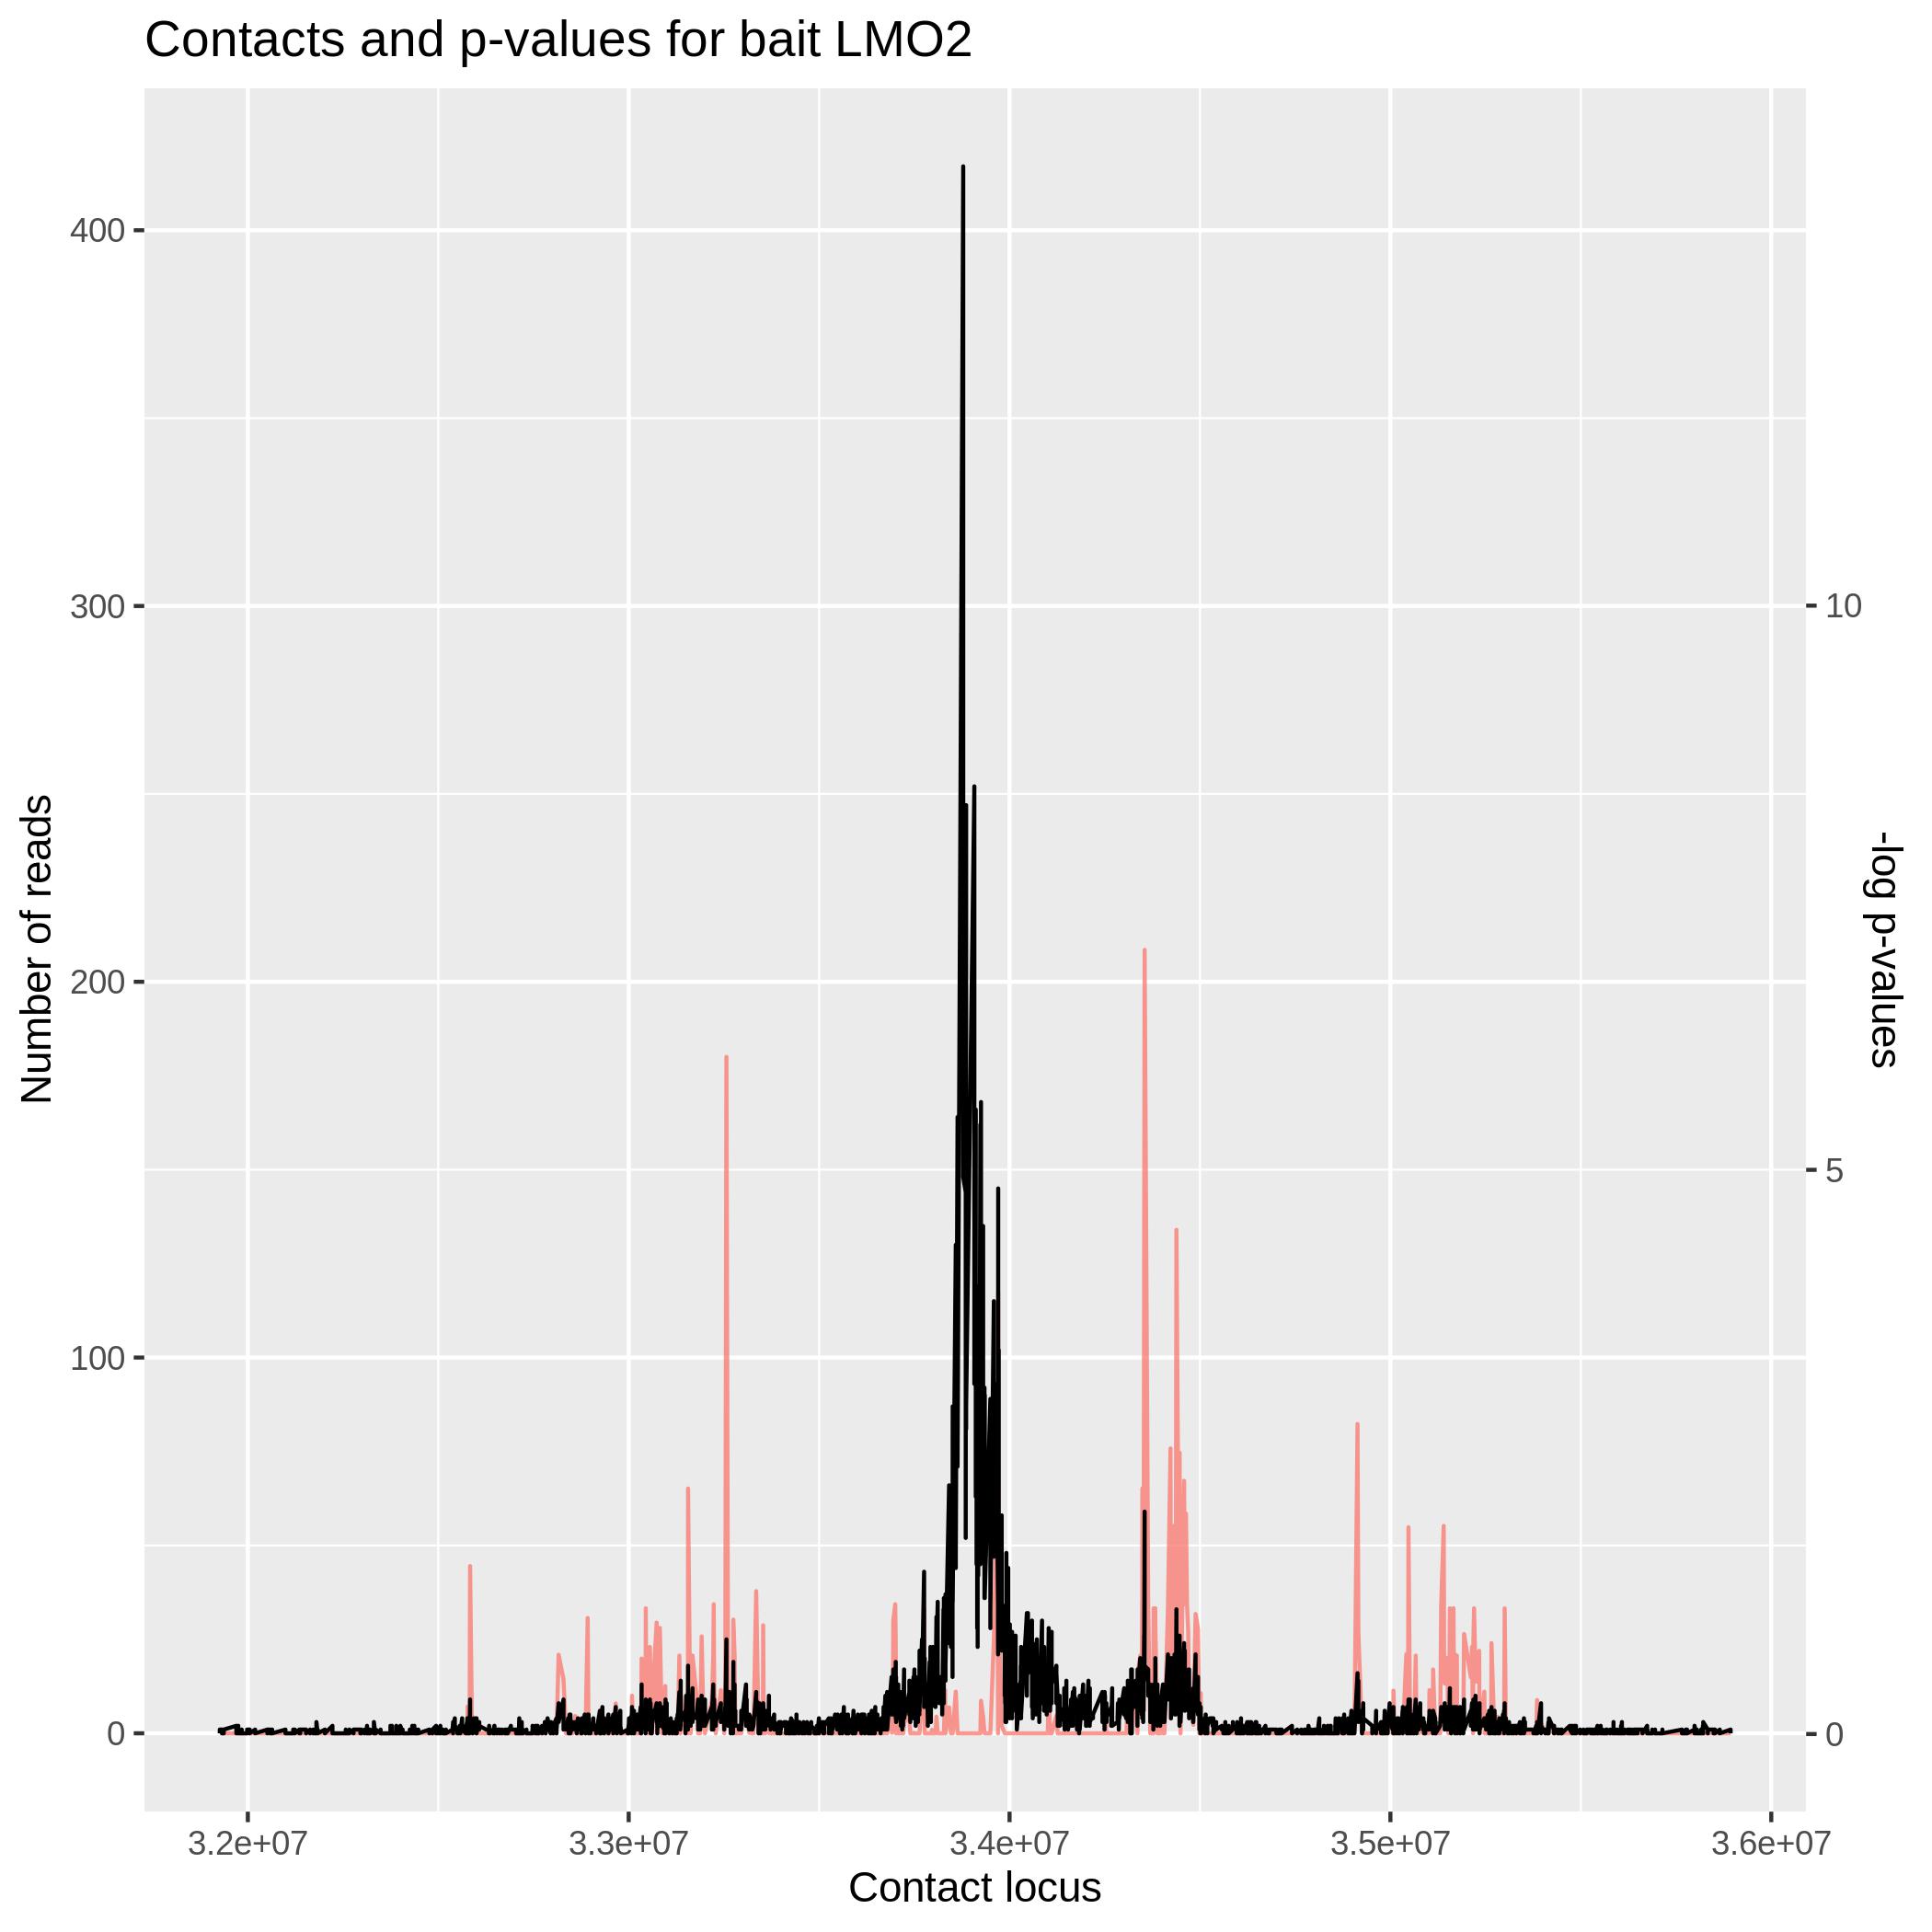 Contacts and p-values for bait LMO2
Number of reads
400
300
200
100
0
10
5
0
-log p-values
3.2e+07
3.3e+07
3.4e+07
3.5e+07
3.6e+07
Contact locus